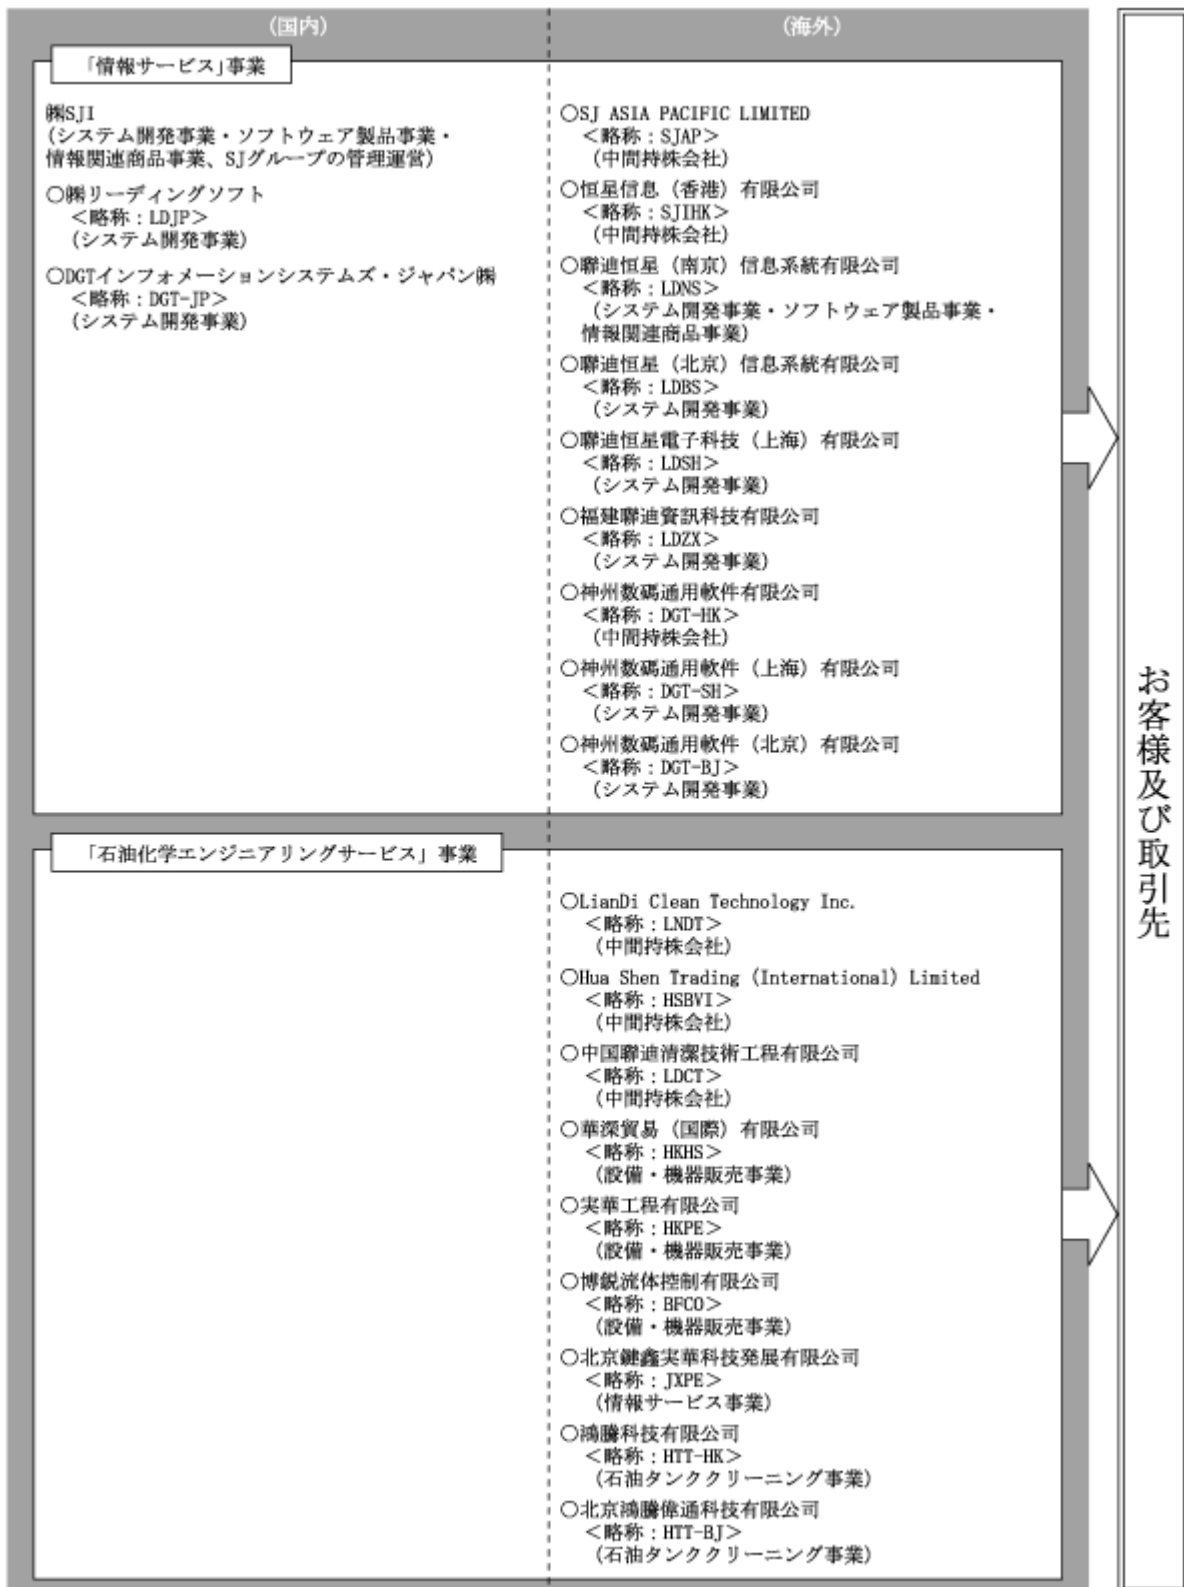 (国内)
(海外)
「情報サービス」事業
㈱SJI
(システム開発事業・ソフトウェア製品事業・
情報関連商品事業、SJグループの管理運営)
○㈱リーディングソフト
＜略称：LDJP＞
(システム開発事業)
○DGTインフォメーションシステムズ・ジャパン㈱
＜略称：DGT-JP＞
(システム開発事業)
○SJ ASIA PACIFIC LIMITED
＜略称：SJAP＞
(中間持株会社)
○恒星信息（香港）有限公司
＜略称：SJIHK＞
(中間持株会社)
○聯迪恒星（南京）信息系統有限公司
＜略称：LDNS＞
(システム開発事業・ソフトウェア製品事業・
情報関連商品事業)
○聯迪恒星（北京）信息系統有限公司
＜略称：LDBS＞
(システム開発事業)
○聯迪恒星電子科技（上海）有限公司
＜略称：LDSH＞
(システム開発事業)
○福建聯迪資訊科技有限公司
＜略称：LDZX＞
(システム開発事業)
○神州数碼通用軟件有限公司
＜略称：DGT-HK＞
(中間持株会社)
○神州数碼通用軟件（上海）有限公司
＜略称：DGT-SH＞
(システム開発事業)
○神州数碼通用軟件（北京）有限公司
＜略称：DGT-BJ＞
(システム開発事業)
「石油化学エンジニアリングサービス」事業
○LianDi Clean Technology Inc.
＜略称：LNDT＞
(中間持株会社)
○Hua Shen Trading (International) Limited
＜略称：HSBVI＞
(中間持株会社)
○中国聯迪清潔技術工程有限公司
＜略称：LDCT＞
(中間持株会社)
○華深貿易（国際）有限公司
＜略称：HKHS＞
(設備・機器販売事業)
○実華工程有限公司
＜略称：HKPE＞
(設備・機器販売事業)
○博鋭流体控制有限公司
＜略称：BFCO＞
(設備・機器販売事業)
○北京鍵鑫実華科技発展有限公司
＜略称：JXPE＞
(情報サービス事業)
○鴻騰科技有限公司
＜略称：HTT-HK＞
(石油タンククリーニング事業)
○北京鴻騰偉通科技有限公司
＜略称：HTT-BJ＞
(石油タンククリーニング事業)
お客様及び取引先